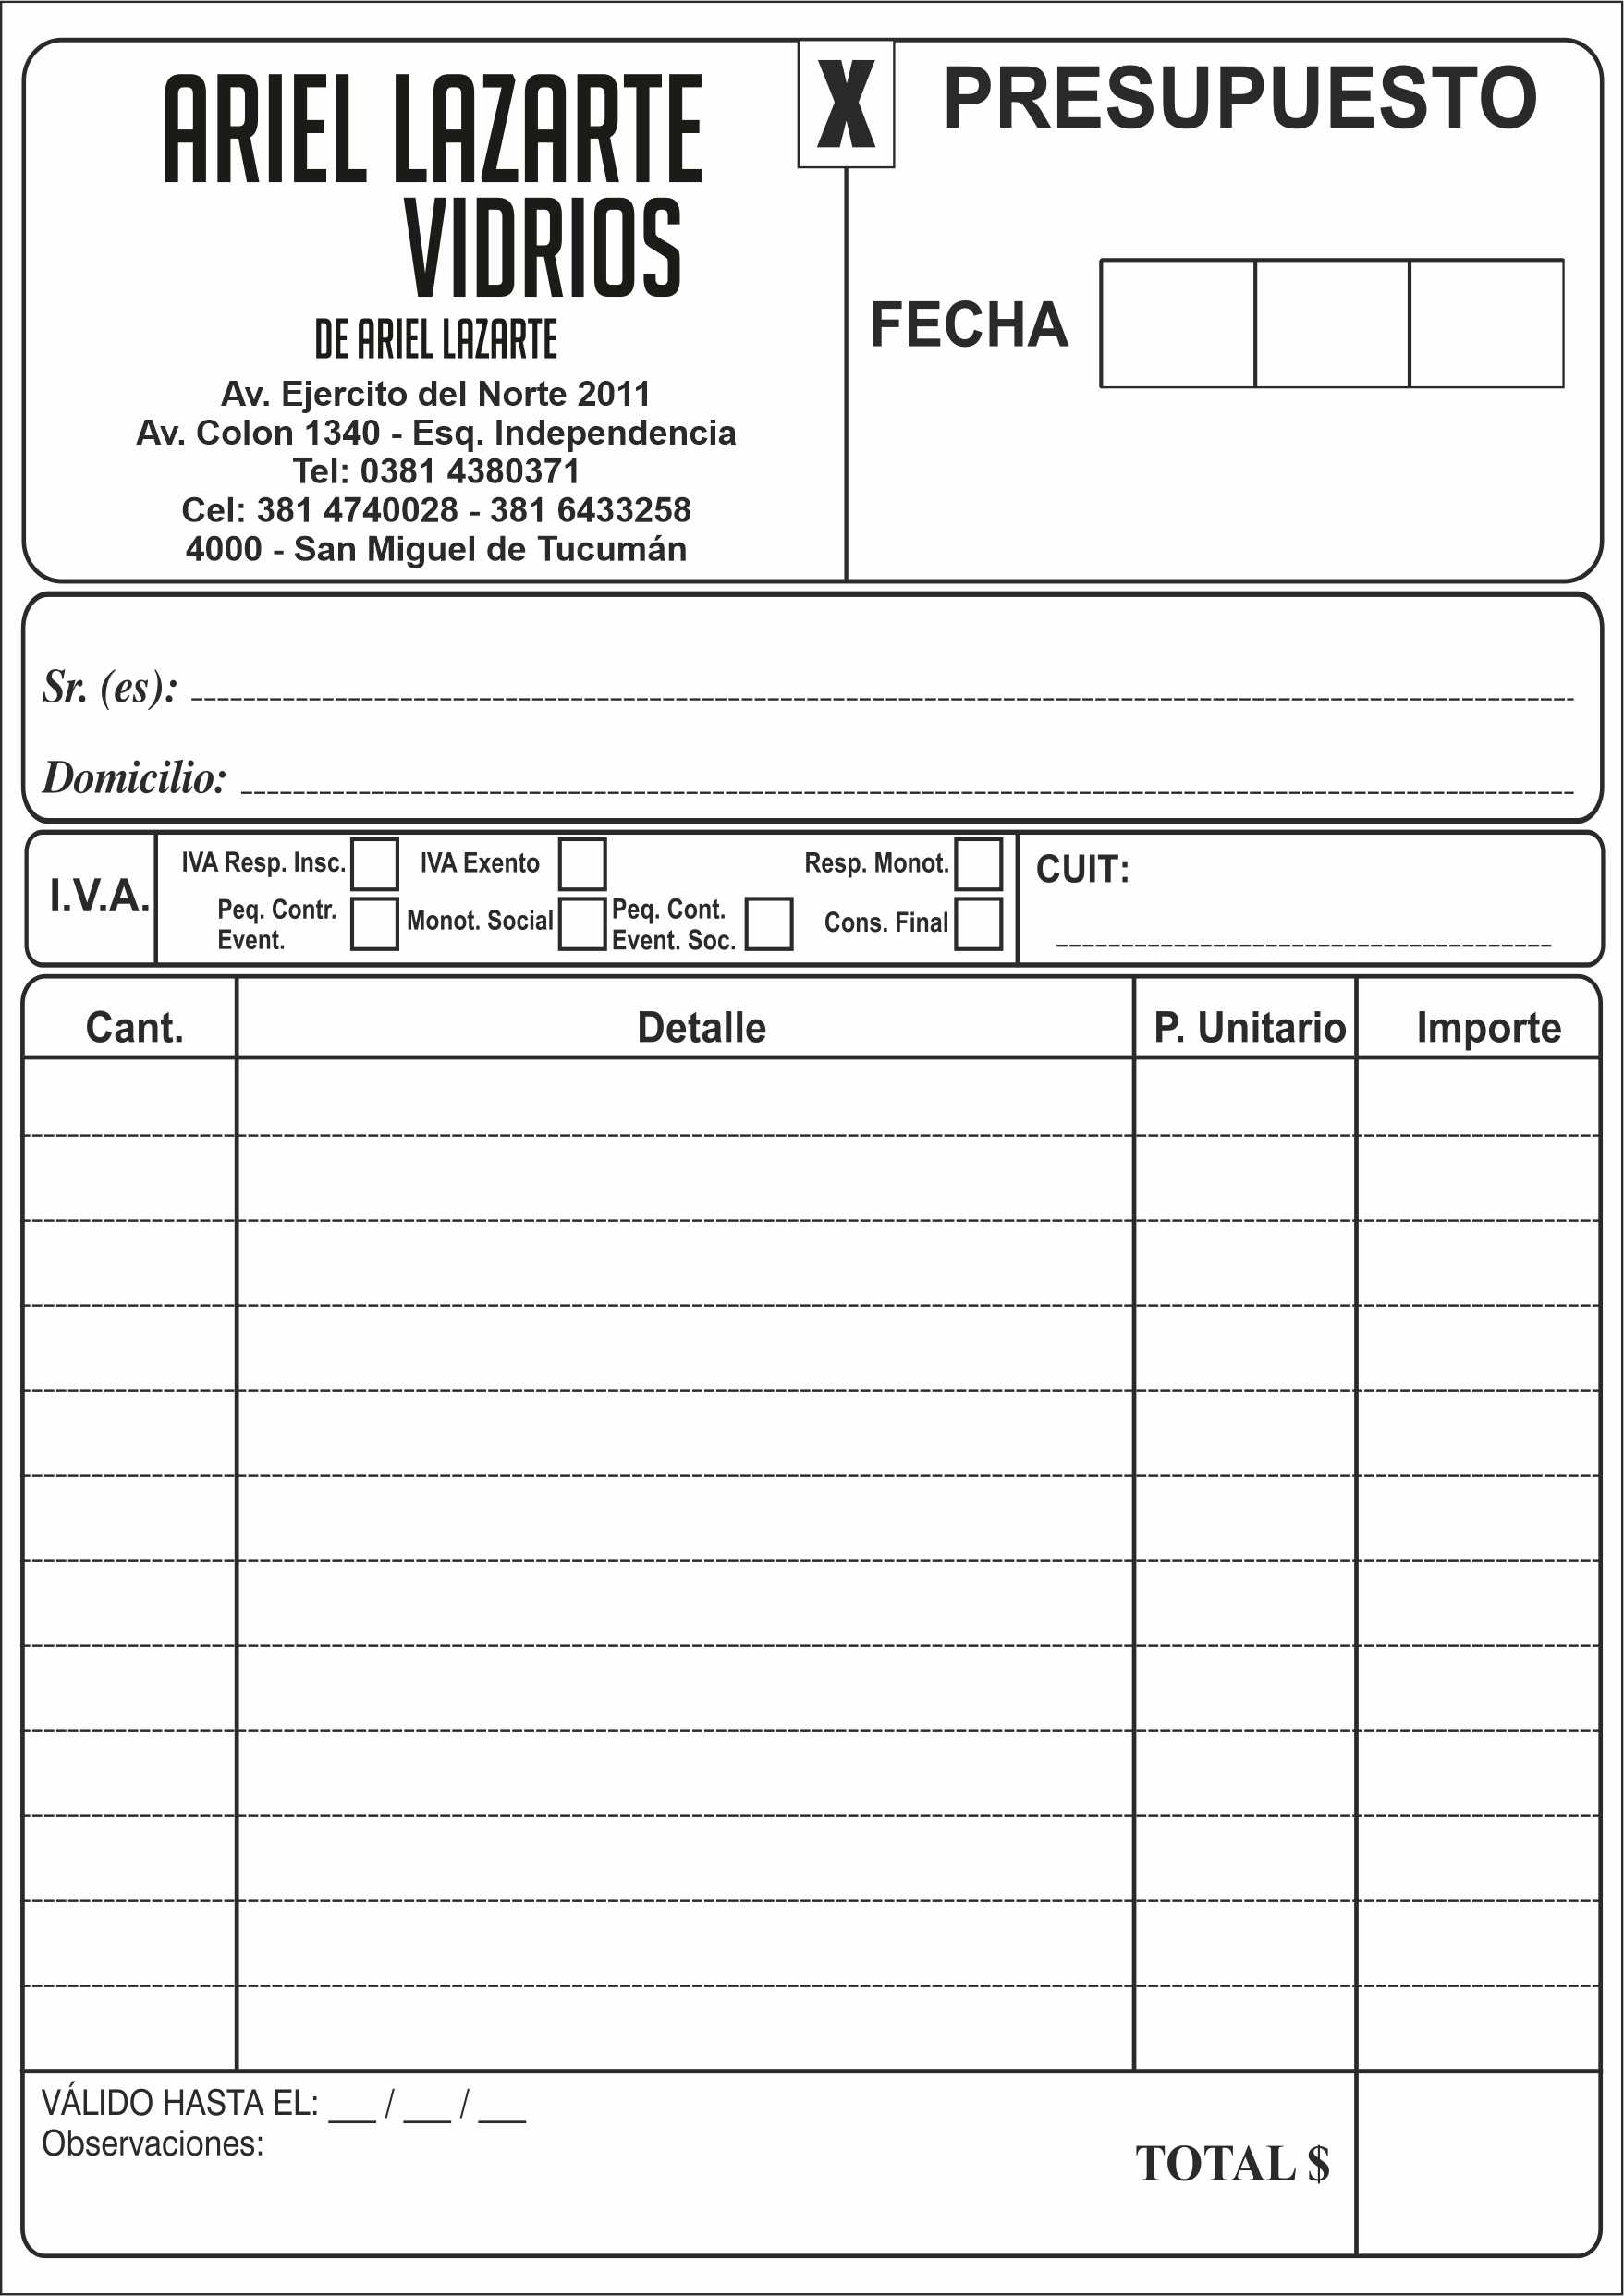 ARIEL LAZARTE
VIDRIOS
DE ARIEL LAZARTE
Av. Ejercito del Norte 2011
Av. Colon 1340 - Esq. Independencia
Tel: 0381 4380371
Cel: 381 4740028 - 381 6433258
4000 - San Miguel de Tucumán
X
PRESUPUESTO
FECHA
Sr. (es):
Domicilio:
I.V.A.
IVA Resp. Insc. IVA Exento Resp. Monot.
Peq. Contr.
Event.
Monot. Social
Peq. Cont.
Event. Soc.
Cons. Final
CUIT:
Cant. Detalle P. Unitario Importe
VÁLIDO HASTA EL: ___ / ___ / ___
Observaciones:
TOTAL $